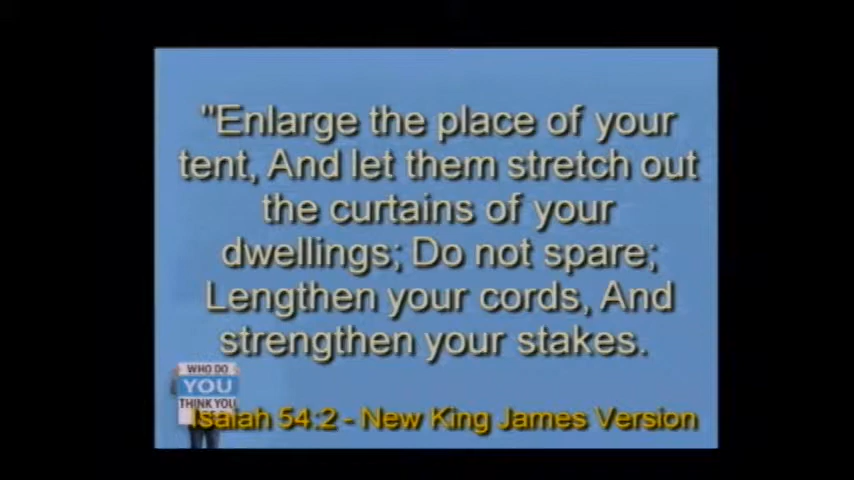 "Enlarge the place of your
tent, And let them stretch out
the curtains of your
dwellings; Do not spare;
Lengthen your cords, And
strengthen your stakes.
WHO DO
YOU
THINK YOU
Isaiah 54:2 - New King James Version